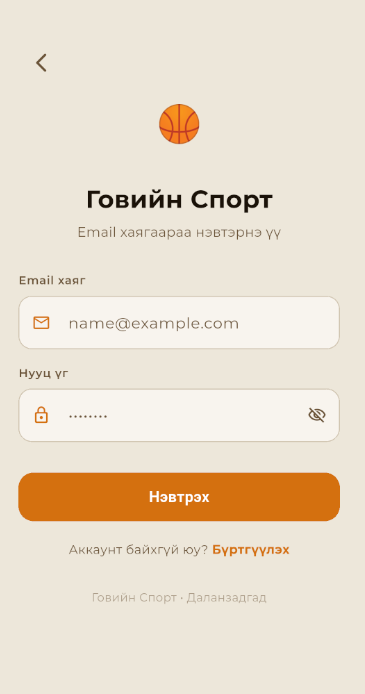 Говийн Спорт
Email хаягаараа нэвтэрнэ үү
Email хаяг
name@example.com
Нууц үг
••••••••
Нэвтрэх
Аккаунт байхгүй юу? Бүртгүүлэх
Говийн Спорт • Даланзадгад